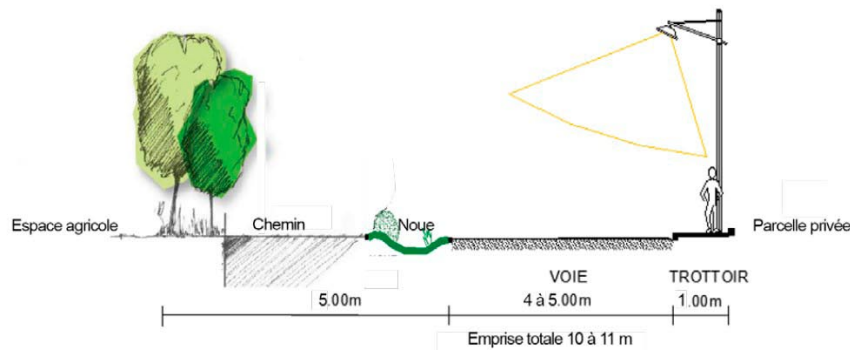 Espace agricole
Chemin
Noue
Parcelle privée
VOIE
TROTTOIR
5.00m
4 à 5.00m
1.00m
Emprise totale 10 à 11 m